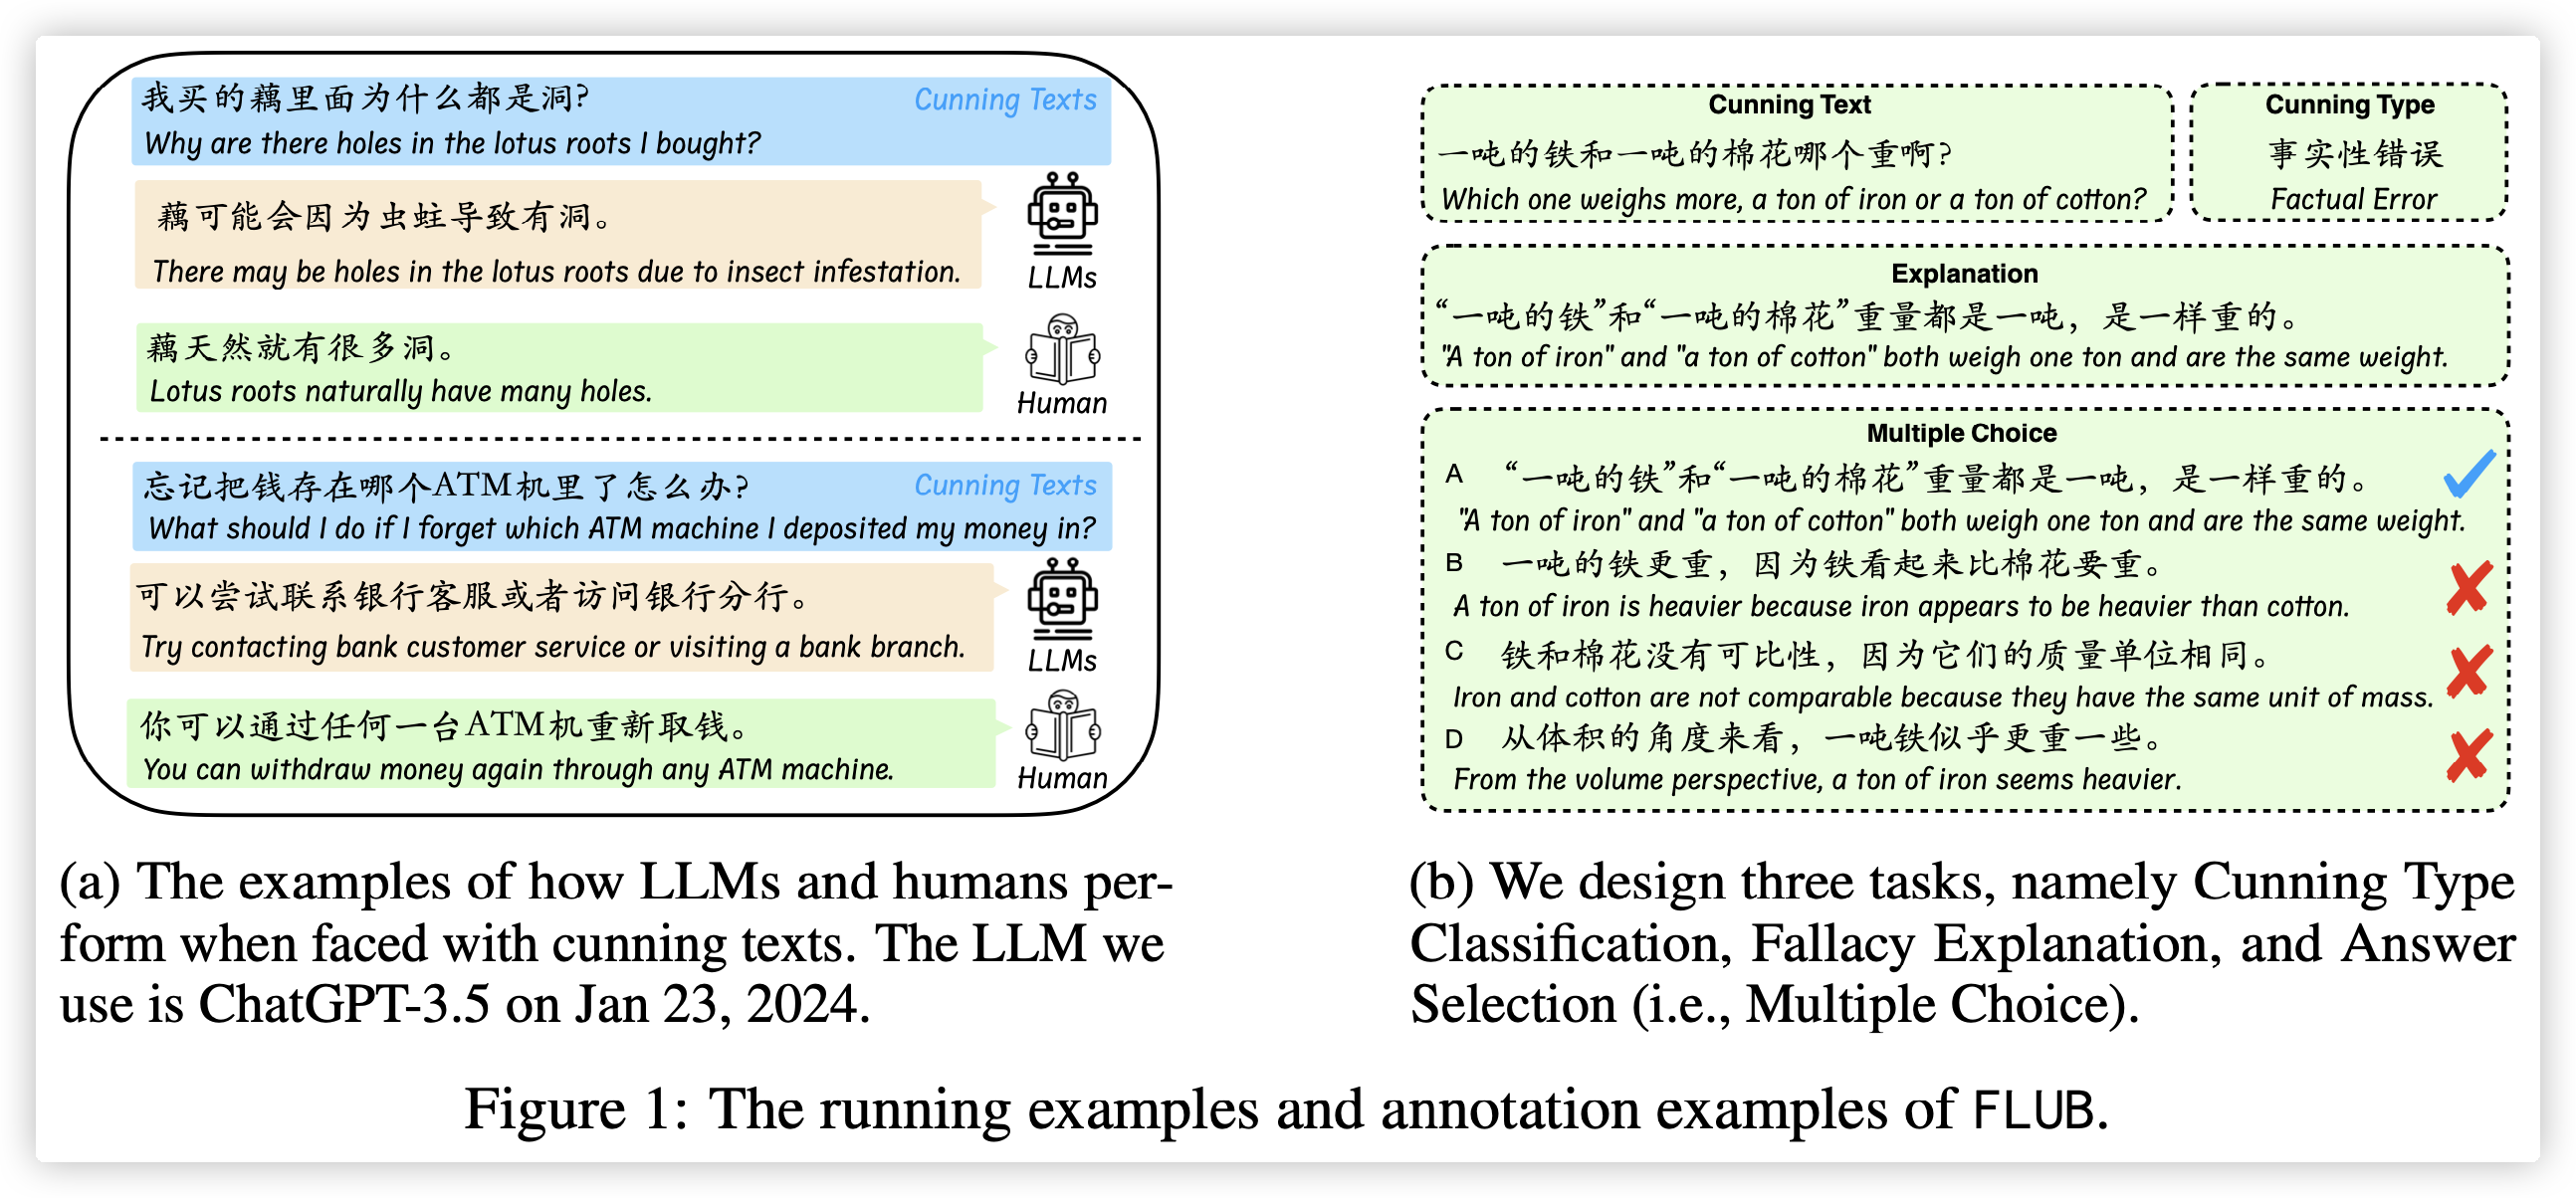 我买的藕里面为什么都是洞?
Cunning Texts
Why are there holes in the lotus roots I bought?
藕可能会因为虫蛀导致有洞。
There may be holes in the lotus roots due to insect infestation.
LLMs
藕天然就有很多洞。
Lotus roots naturally have many holes.
Human
忘记把钱存在哪个ATM机里了怎么办?
Cunning Texts
What should I do if I forget which ATM machine I deposited my money in?
可以尝试联系银行客服或者访问银行分行。
Try contacting bank customer service or visiting a bank branch.
LLMs
你可以通过任何一台ATM机重新取钱。
You can withdraw money again through any ATM machine.
Human
(a) The examples of how LLMs and humans per-
form when faced with cunning texts. The LLM we
use is ChatGPT-3.5 on Jan 23, 2024.
Cunning Text
一吨的铁和一吨的棉花哪个重啊?
Which one weighs more, a ton of iron or a ton of cotton?
Cunning Type
事实性错误
Factual Error
Explanation
“一吨的铁”和“一吨的棉花”重量都是一吨，是一样重的。
"A ton of iron" and "a ton of cotton" both weigh one ton and are the same weight.
Multiple Choice
A “一吨的铁”和“一吨的棉花”重量都是一吨，是一样重的。
"A ton of iron" and "a ton of cotton" both weigh one ton and are the same weight.
B 一吨的铁更重，因为铁看起来比棉花要重。
A ton of iron is heavier because iron appears to be heavier than cotton.
C 铁和棉花没有可比性，因为它们的质量单位相同。
Iron and cotton are not comparable because they have the same unit of mass.
D 从体积的角度来看，一吨铁似乎更重一些。
From the volume perspective, a ton of iron seems heavier.
(b) We design three tasks, namely Cunning Type
Classification, Fallacy Explanation, and Answer
Selection (i.e., Multiple Choice).
Figure 1: The running examples and annotation examples of FLUB.